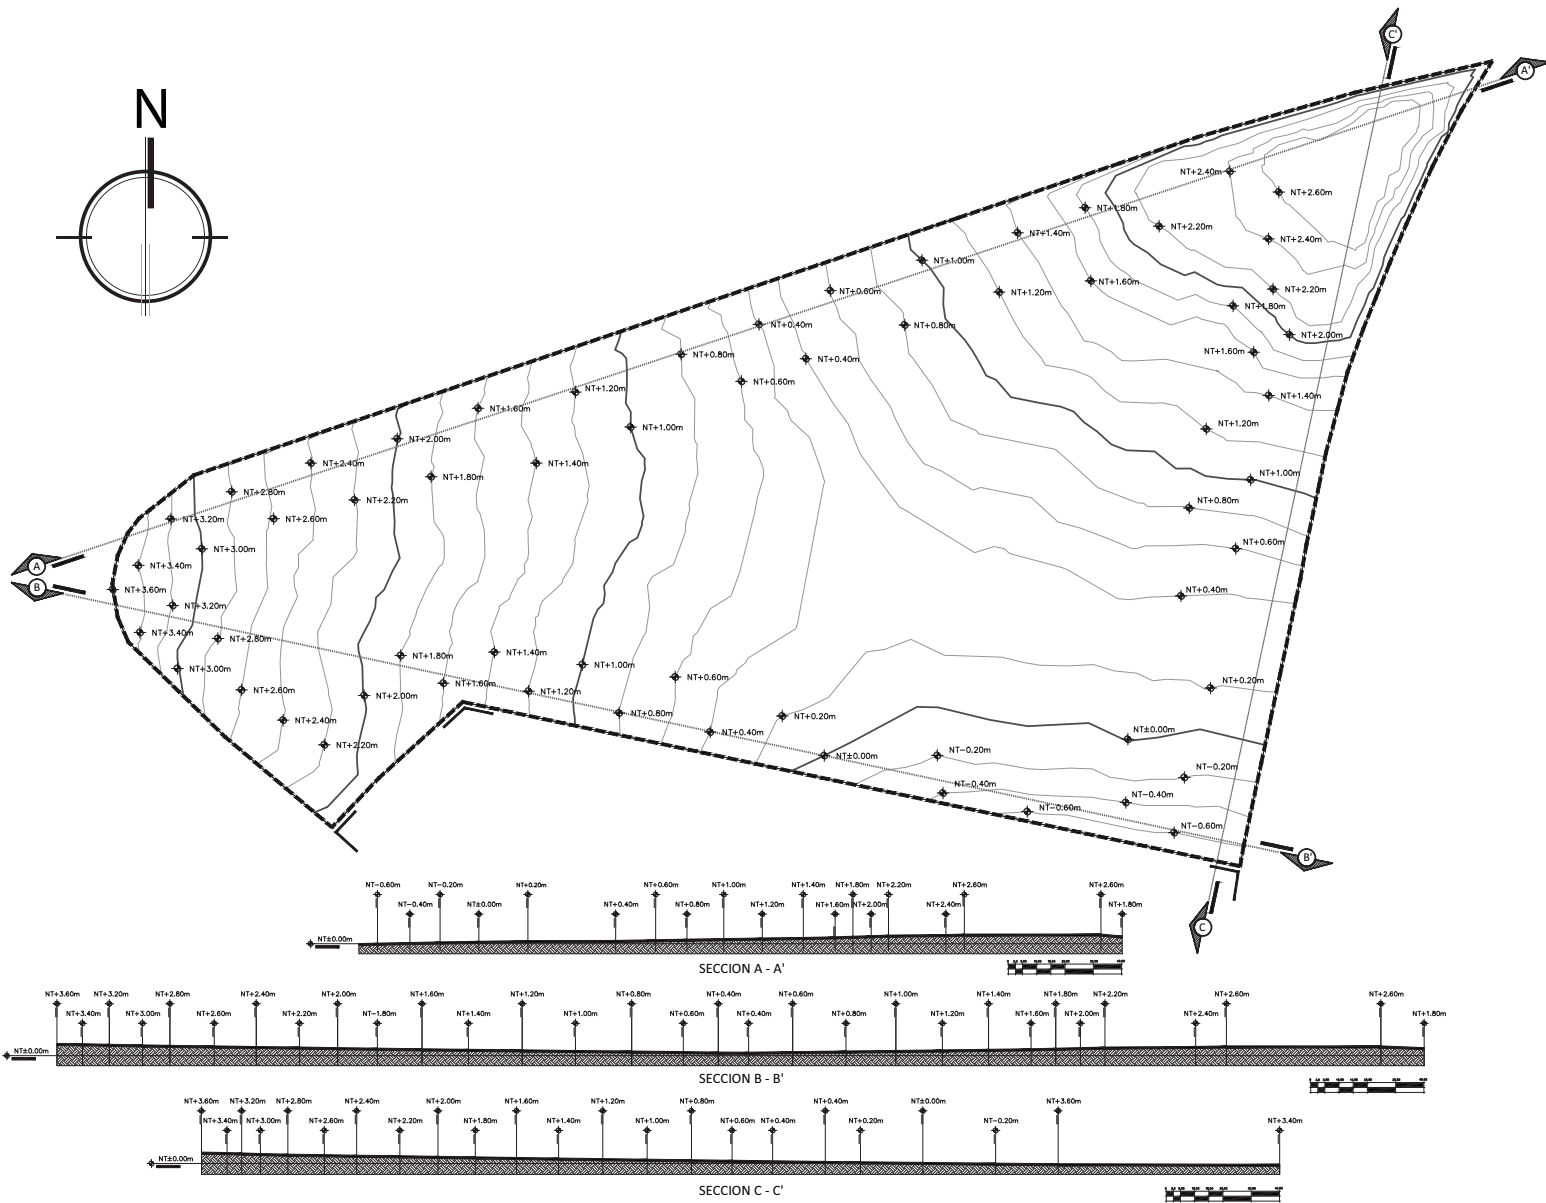 C'
A'
N
NT+2.40m
NT+2.60m
NT+1.80m
NT+2.20m
NT+1.40m
NT+2.40m
NT+1.00m
NT+1.60m
NT+2.20m
NT+0.60m
NT+1.20m
NT+1.80m
NT+0.40m
NT+0.80m
NT+2.00m
NT+0.80m
NT+0.40m
NT+1.60m
NT+0.60m
NT+1.20m
NT+1.40m
NT+1.60m
NT+1.00m
NT+1.20m
NT+2.00m
NT+2.40m
NT+1.40m
NT+1.80m
NT+1.00m
NT+2.80m
NT+2.20m
NT+0.80m
NT+3.20m
NT+2.60m
NT+3.00m
NT+0.60m
A
NT+3.40m
B
NT+3.60m
NT+0.40m
NT+3.20m
NT+3.40m
NT+2.80m
NT+1.80m
NT+1.40m
NT+3.00m
NT+1.00m
NT+0.60m
NT+1.60m
NT+0.20m
NT+2.60m
NT+2.00m
NT+1.20m
NT+2.40m
NT+0.80m
NT+0.20m
NT+0.40m
NT±0.00m
NT+2.20m
NT±0.00m
NT−0.20m
NT−0.20m
NT−0.40m
NT−0.40m
NT−0.60m
NT−0.60m
B'
C
NT−0.60m NT−0.20m NT+0.20m NT+0.60m NT+1.00m NT+1.40m NT+1.80m NT+2.20m NT+2.60m NT+2.60m
NT−0.40m NT±0.00m NT+0.40m NT+0.80m NT+1.20m NT+1.60m NT+2.00m NT+2.40m NT+1.80m
NT±0.00m
SECCION A - A'
NT+3.60m NT+3.20m NT+2.80m NT+2.40m NT+2.00m NT+1.60m NT+1.20m NT+0.80m NT+0.40m NT+0.60m NT+1.00m NT+1.40m NT+1.80m NT+2.20m NT+2.60m NT+2.60m
NT+3.40m NT+3.00m NT+2.60m NT+2.20m NT−1.80m NT+1.40m NT+1.00m NT+0.60m NT+0.40m NT+0.80m NT+1.20m NT+1.60m NT+2.00m NT+2.40m NT+1.80m
NT±0.00m
SECCION B - B'
NT+3.60m NT+3.20m NT+2.80m NT+2.40m NT+2.00m NT+1.60m NT+1.20m NT+0.80m NT+0.40m NT±0.00m NT+3.60m
NT+3.40m NT+3.00m NT+2.60m NT+2.20m NT+1.80m NT+1.40m NT+1.00m NT+0.60m NT+0.40m NT+0.20m NT−0.20m NT+3.40m
NT±0.00m
SECCION C - C'